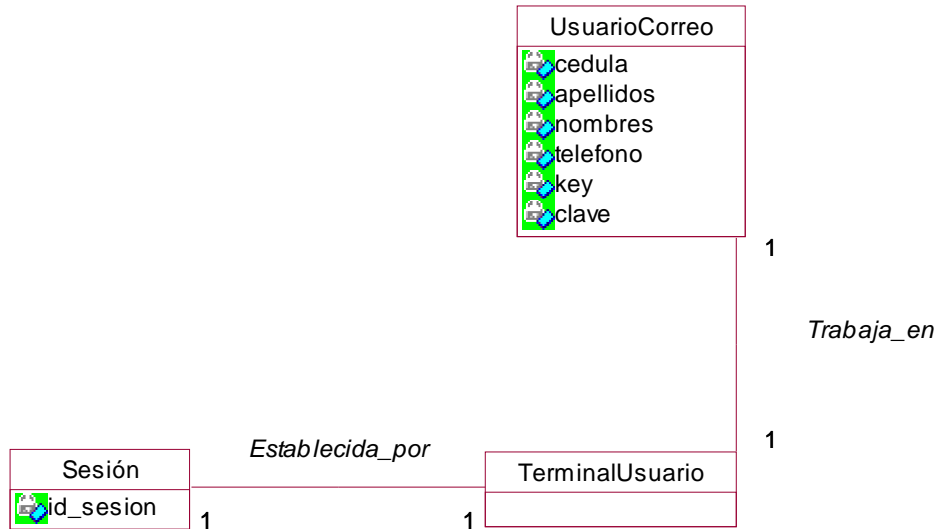 UsuarioCorreo
cedula
apellidos
nombres
telefono
key
clave
1
Trabaja_en
1
Establecida_por
Sesión
id_sesion
1
1
TerminalUsuario